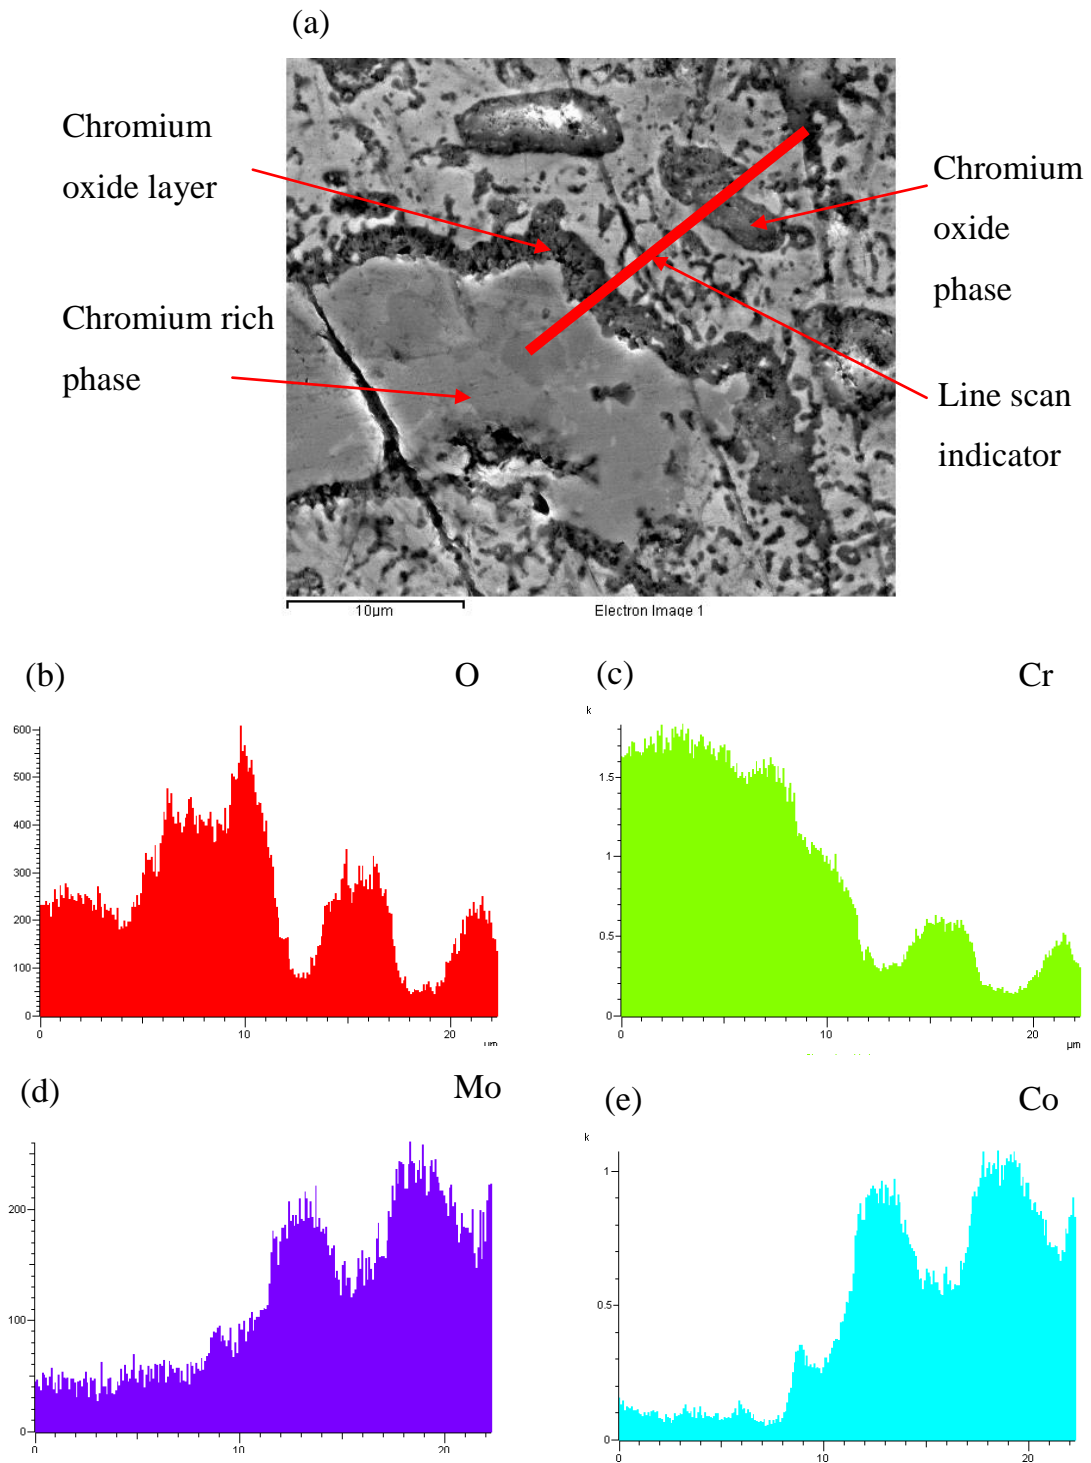 (a)
Chromium
oxide layer
Chromium rich
phase
Chromium
oxide
phase
Line scan
indicator
10µm
Electron Image 1
(b)
O
600
500
400
300
200
100
0
0
10
20
µm
(c)
Cr
k
1.5
1
0.5
0
0
10
20
µm
(d)
Mo
200
100
0
0
10
20
(e)
Co
k
1
0.5
0
0
10
20